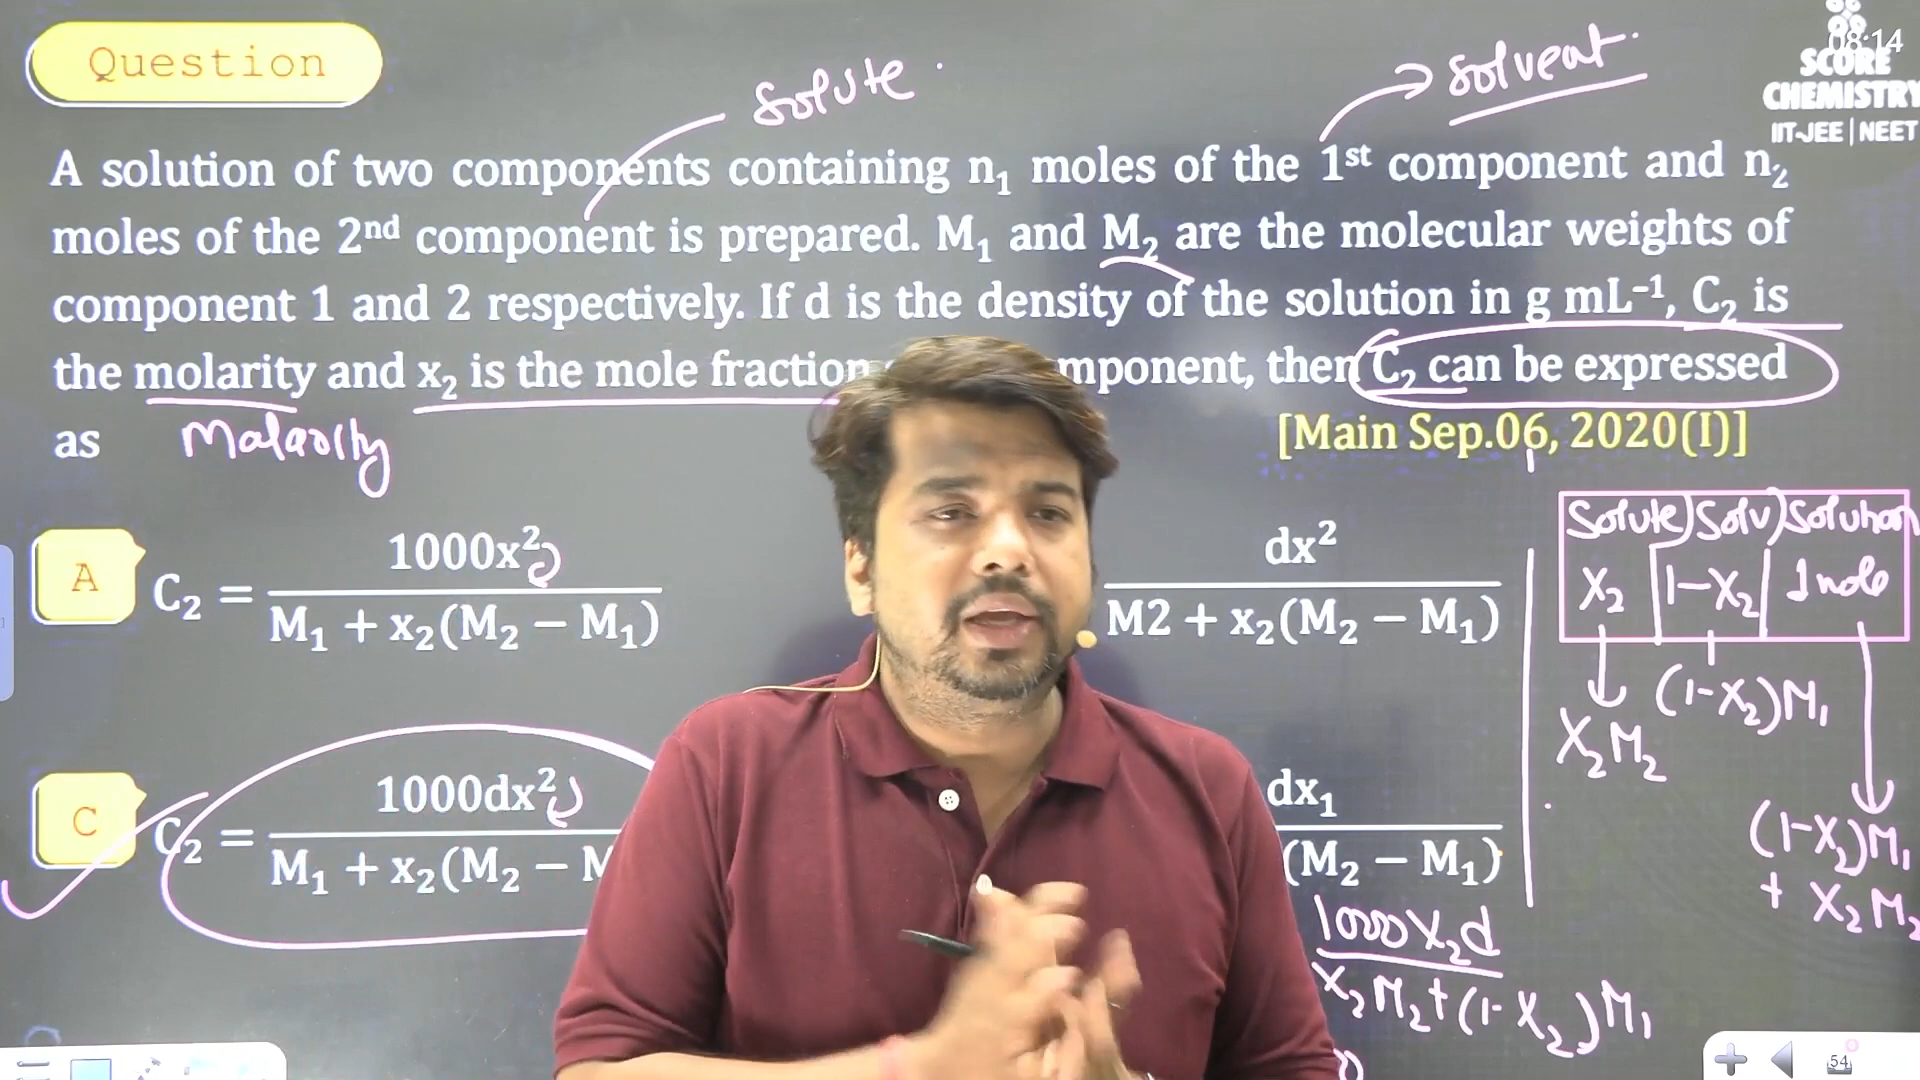 Question
solute
solvent
08:14
SCORE
CHEMISTRY
IIT-JEE | NEET
A solution of two components containing n₁ moles of the 1ˢᵗ component and n₂
moles of the 2ⁿᵈ component is prepared. M₁ and M₂ are the molecular weights of
component 1 and 2 respectively. If d is the density of the solution in g mL⁻¹, C₂ is
the molarity and x₂ is the mole fraction mponent, then C₂ can be expressed
as
Molarity
[Main Sep.06, 2020(I)]
A C₂ = 1000x² / M₁ + x₂(M₂ − M₁)
dx² / M2 + x₂(M₂ − M₁)
C C₂ = 1000dx² / M₁ + x₂(M₂ −
dx₁ / (M₂ − M₁)
Solute Solv Solution
X₂ 1-X₂ 1 mole
X₂M₂ (1-X₂)M₁
(1-X₂)M₁
+ X₂M₂
1000X₂d / X₂M₂+(1-X₂)M₁
54